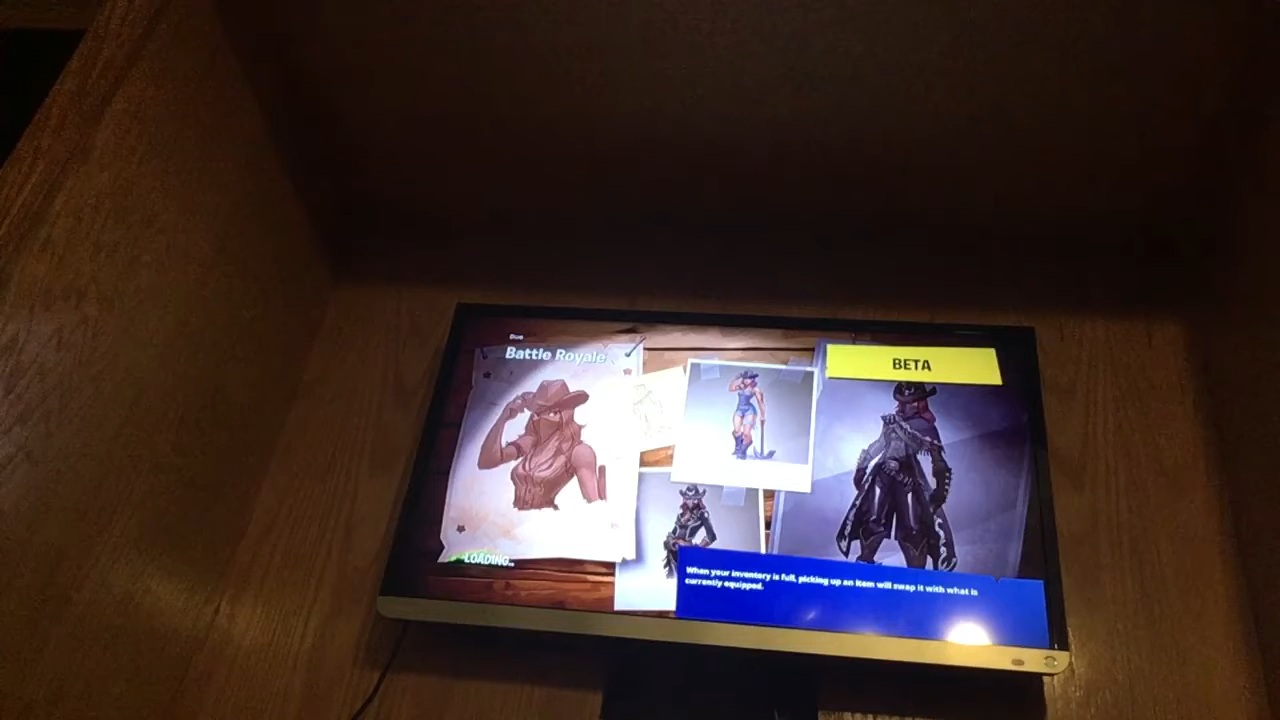 Duo
Battle Royale
BETA
LOADING..
When your inventory is full, picking up an item will swap it with what is
currently equipped.